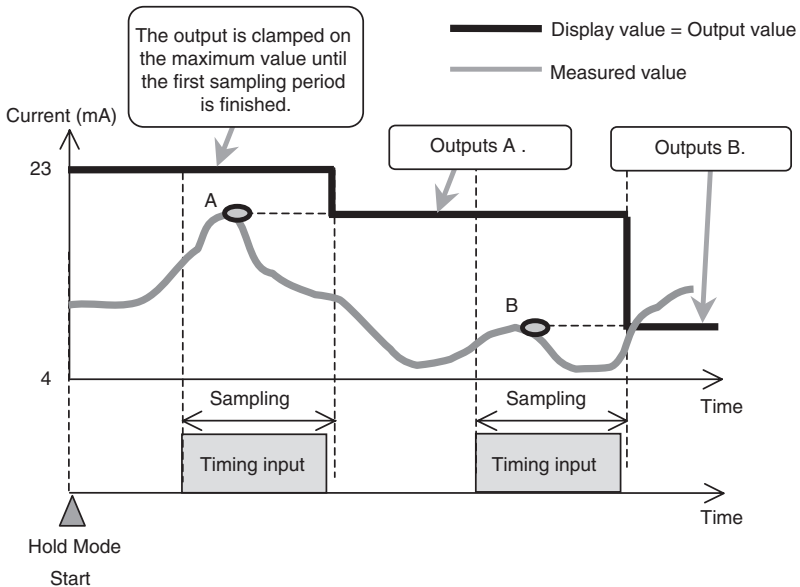 The output is clamped on
the maximum value until
the first sampling period
is finished.
Display value = Output value
Measured value
Current (mA)
Outputs A .
Outputs B.
23
A
B
4
Sampling
Sampling
Time
Timing input
Timing input
Time
Hold Mode
Start